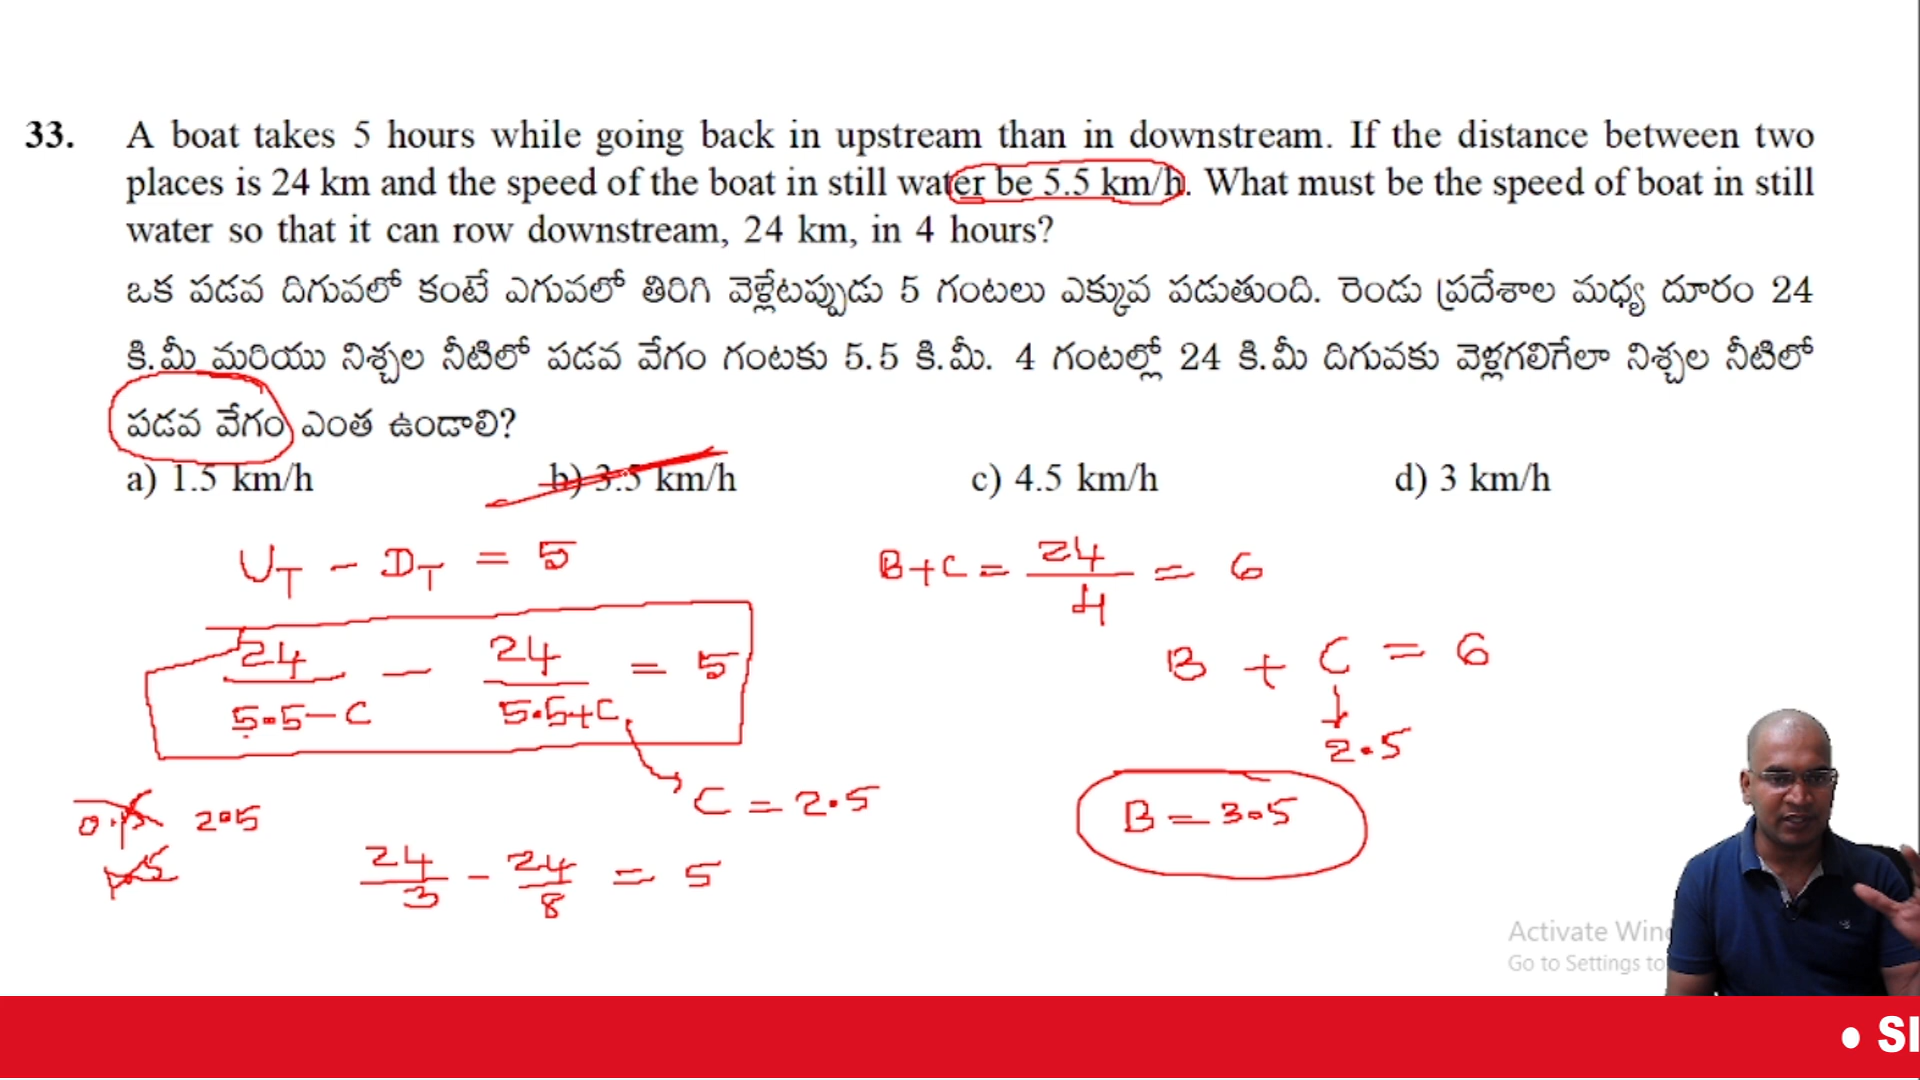 33. A boat takes 5 hours while going back in upstream than in downstream. If the distance between two
places is 24 km and the speed of the boat in still water be 5.5 km/h. What must be the speed of boat in still
water so that it can row downstream, 24 km, in 4 hours?
ఒక పడవ దిగువలో కంటే ఎగువలో తిరిగి వెళ్లేటప్పుడు 5 గంటలు ఎక్కువ పడుతుంది. రెండు ప్రదేశాల మధ్య దూరం 24
కి.మీ మరియు నిశ్చల నీటిలో పడవ వేగం గంటకు 5.5 కి.మీ. 4 గంటల్లో 24 కి.మీ దిగువకు వెళ్లగలిగేలా నిశ్చల నీటిలో
పడవ వేగం ఎంత ఉండాలి?
a) 1.5 km/h b) 3.5 km/h c) 4.5 km/h d) 3 km/h
U_T - D_T = 5
B+C = 24/4 = 6
24/5.5-C - 24/5.5+C = 5
B + C = 6
2.5
C = 2.5
B = 3.5
2.5
24/3 - 24/8 = 5
Activate Win
Go to Settings to
• SI